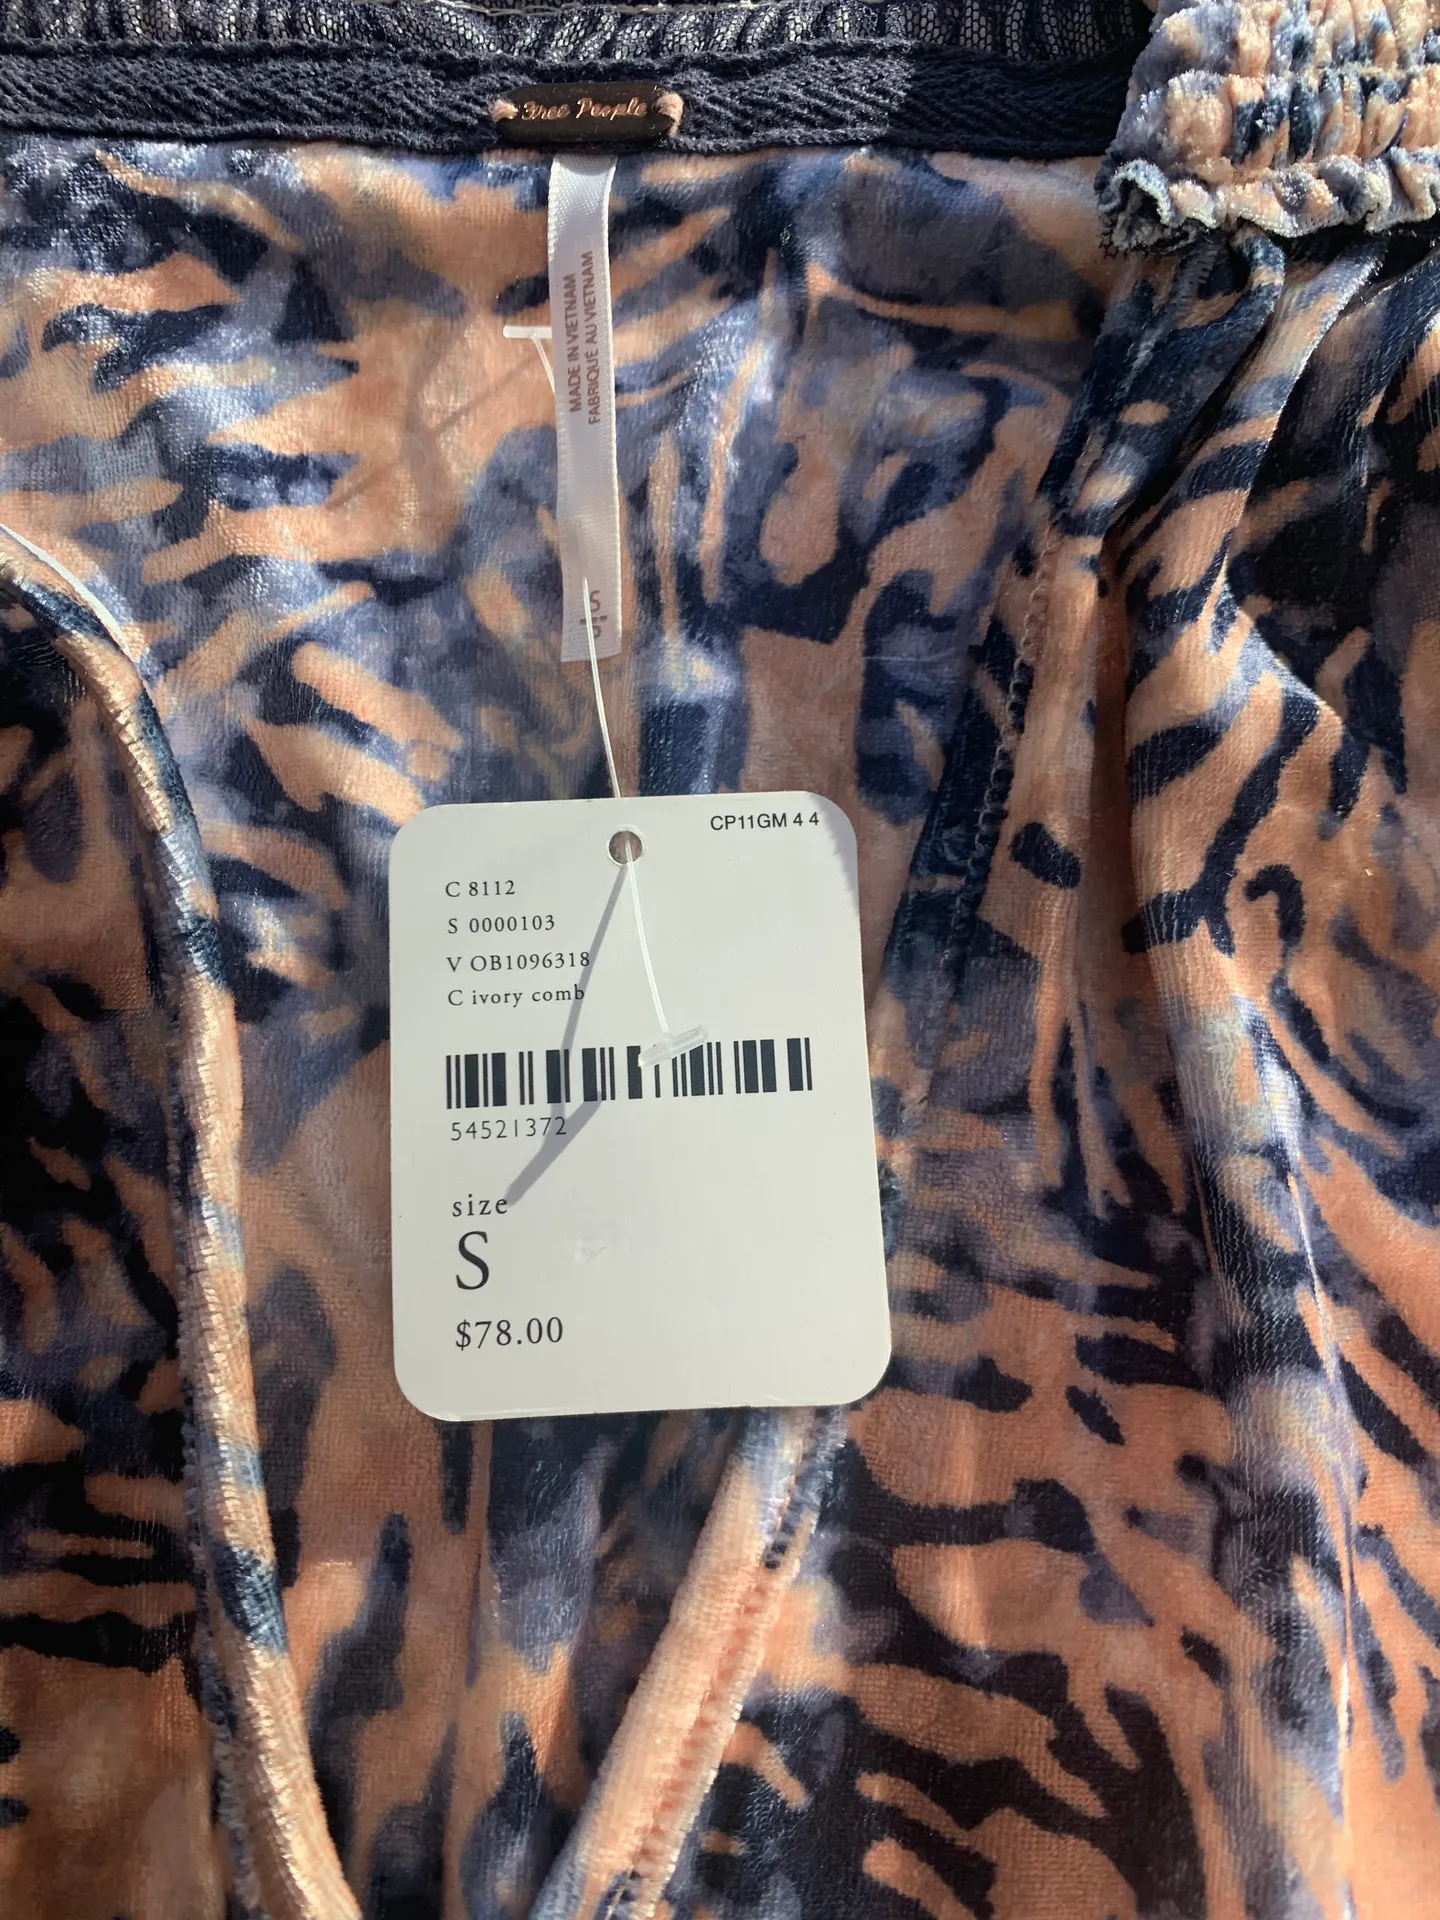 Free People
MADE IN VIETNAM
FABRIQUÉ AU VIETNAM
S/S
CP11GM 4 4
C 8112
S 0000103
V OB1096318
C ivory comb
54521372
size
S
$78.00